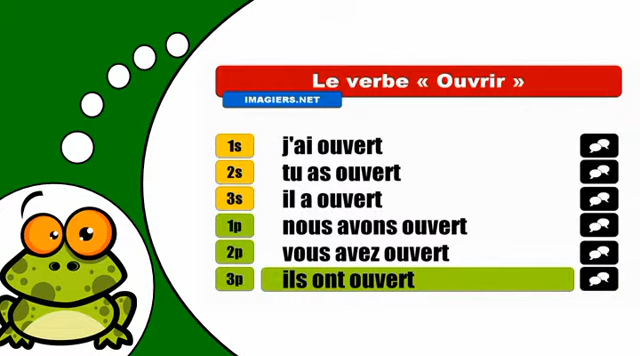 Le verbe « Ouvrir »
IMAGIERS.NET
1s j'ai ouvert
2s tu as ouvert
3s il a ouvert
1p nous avons ouvert
2p vous avez ouvert
3p ils ont ouvert